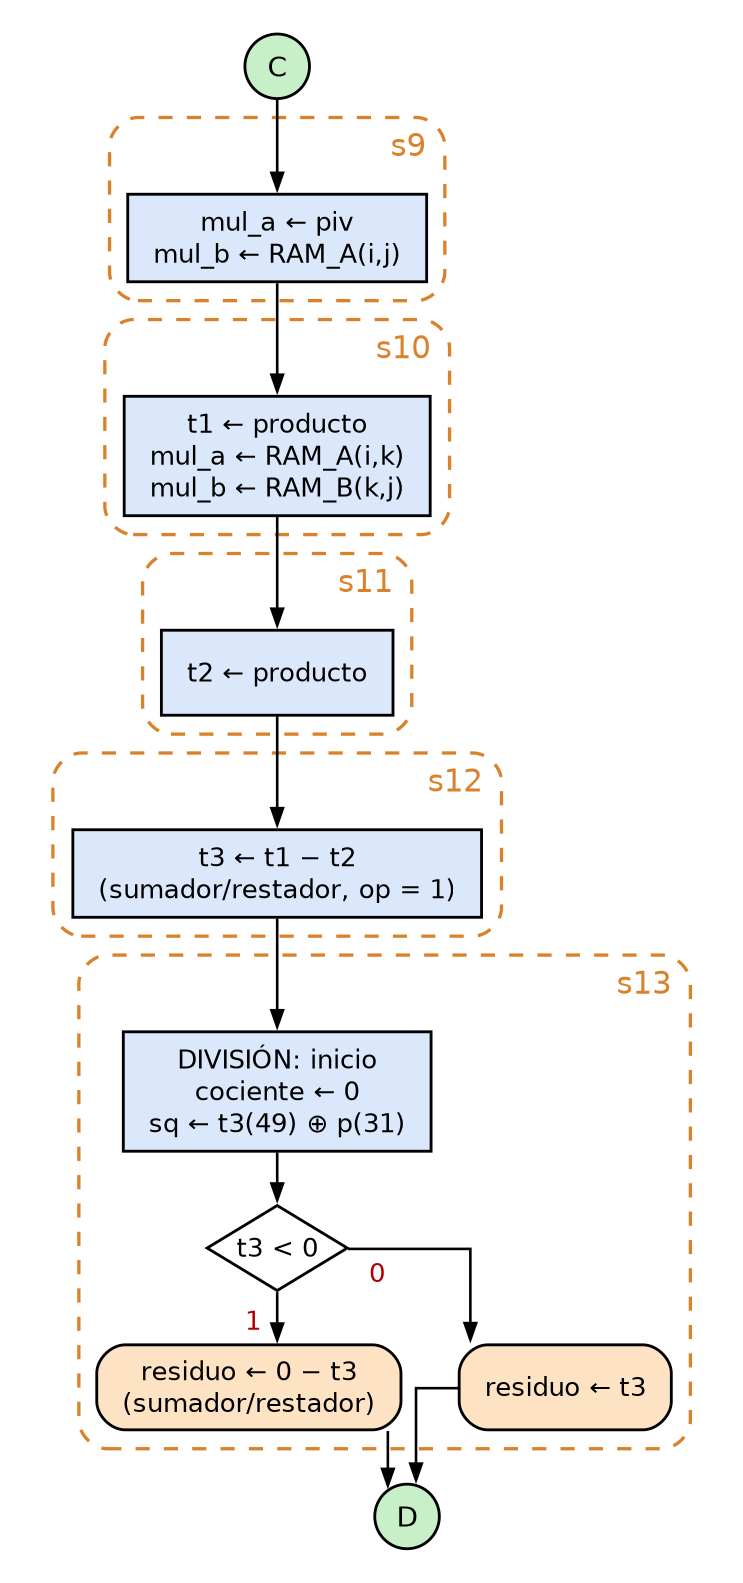 C
s9
mul_a ← piv
mul_b ← RAM_A(i,j)
s10
t1 ← producto
mul_a ← RAM_A(i,k)
mul_b ← RAM_B(k,j)
s11
t2 ← producto
s12
t3 ← t1 − t2
(sumador/restador, op = 1)
s13
DIVISIÓN: inicio
cociente ← 0
sq ← t3(49) ⊕ p(31)
t3 < 0
0
1
residuo ← 0 − t3
(sumador/restador)
residuo ← t3
D